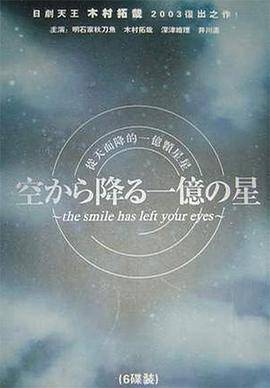 日劇天王 木村拓哉 2003復出之作！
主演：明石家秋刀魚 木村拓哉 深津繪理 井川遥
從天而降的一億顆星星
空から降る一億の星
～the smile has left your eyes～
(6碟裝)